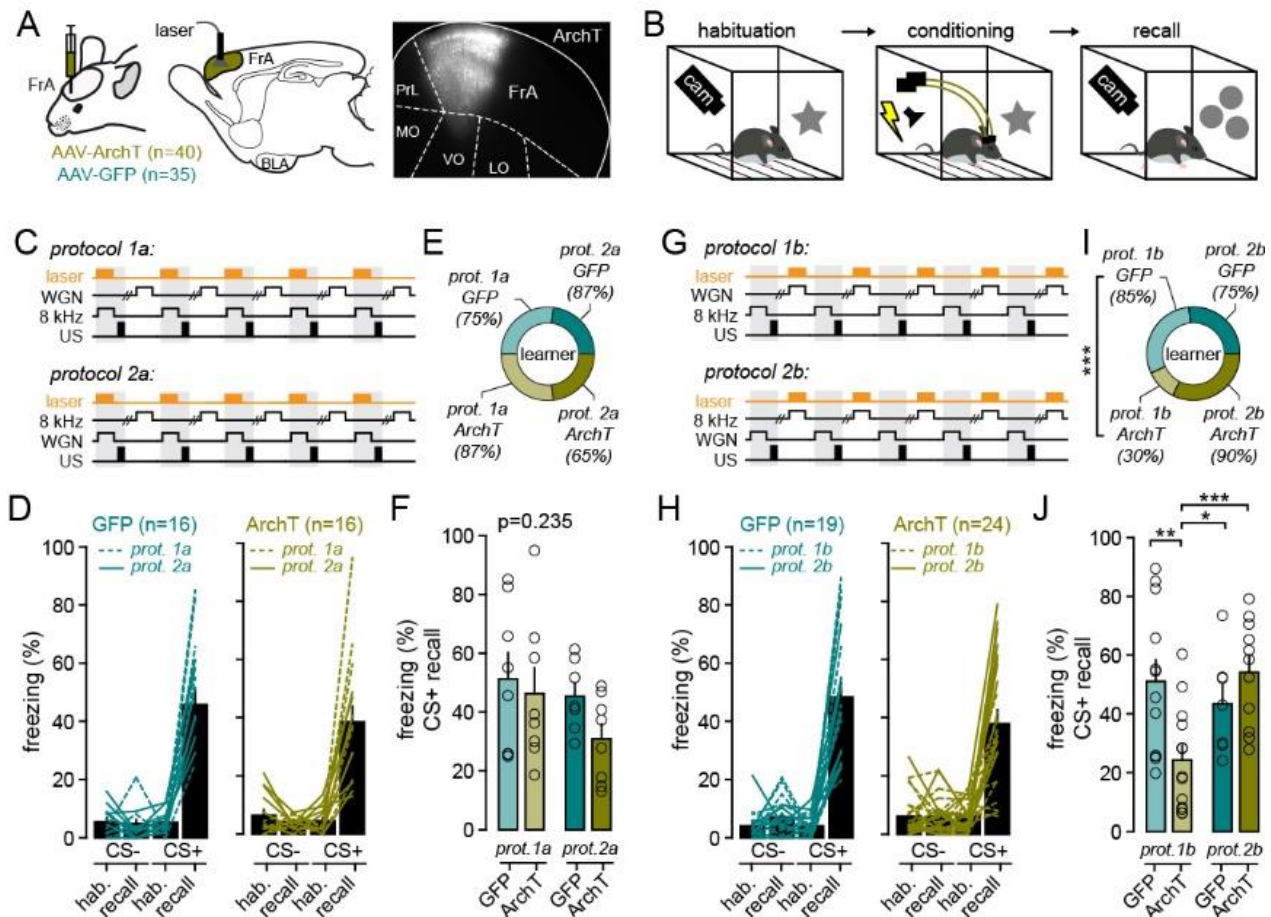 A
laser
FrA
FrA
AAV-ArchT (n=40)
AAV-GFP (n=35)
BLA
ArchT
PrL
FrA
MO
VO
LO
B
habituation
conditioning
recall
cam
cam
C
protocol 1a:
laser
WGN
8 kHz
US
protocol 2a:
laser
8 kHz
WGN
US
E
prot. 1a
GFP
(75%)
prot. 2a
GFP
(87%)
learner
prot. 1a
ArchT
(87%)
prot. 2a
ArchT
(65%)
G
protocol 1b:
laser
WGN
8 kHz
US
protocol 2b:
laser
8 kHz
WGN
US
I
prot. 1b
GFP
(85%)
prot. 2b
GFP
(75%)
***
learner
prot. 1b
ArchT
(30%)
prot. 2b
ArchT
(90%)
D
GFP (n=16)
prot. 1a
prot. 2a
ArchT (n=16)
prot. 1a
prot. 2a
freezing (%)
100
80
60
40
20
0
CS- CS+
hab. recall hab. recall
CS- CS+
hab. recall hab. recall
F
p=0.235
freezing (%)
CS+ recall
100
80
60
40
20
0
prot.1a prot.2a
GFP ArchT GFP ArchT
H
GFP (n=19)
prot. 1b
prot. 2b
ArchT (n=24)
prot. 1b
prot. 2b
freezing (%)
100
80
60
40
20
0
CS- CS+
hab. recall hab. recall
CS- CS+
hab. recall hab. recall
J
***
*
**
freezing (%)
CS+ recall
100
80
60
40
20
0
prot.1b prot.2b
GFP ArchT GFP ArchT